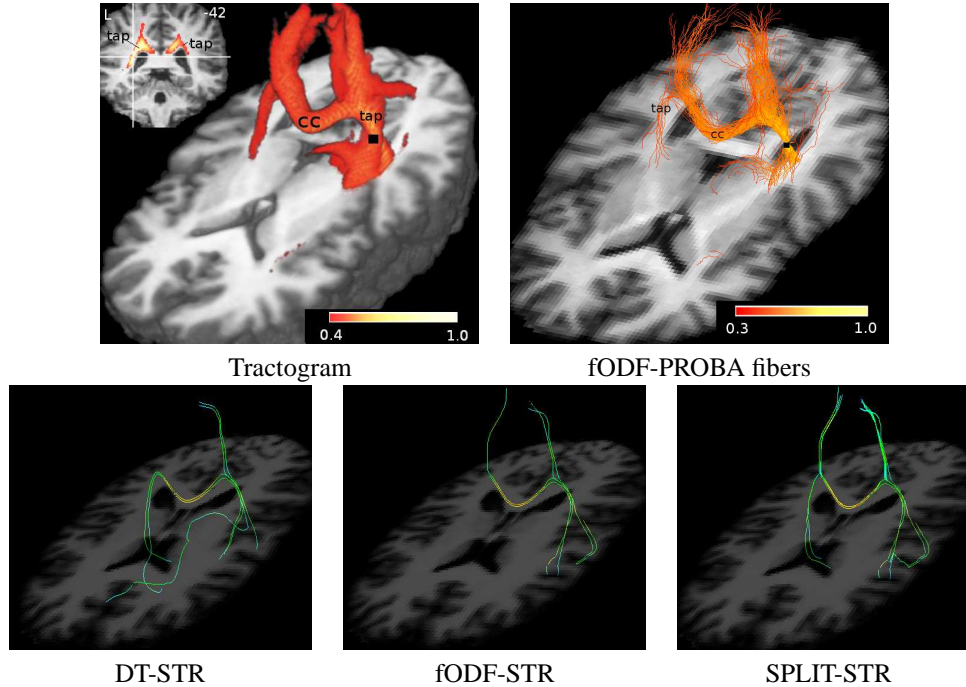 L
-42
tap
tap
cc
tap
0.4
1.0
tap
cc
0.3
1.0
Tractogram
fODF-PROBA fibers
DT-STR
fODF-STR
SPLIT-STR